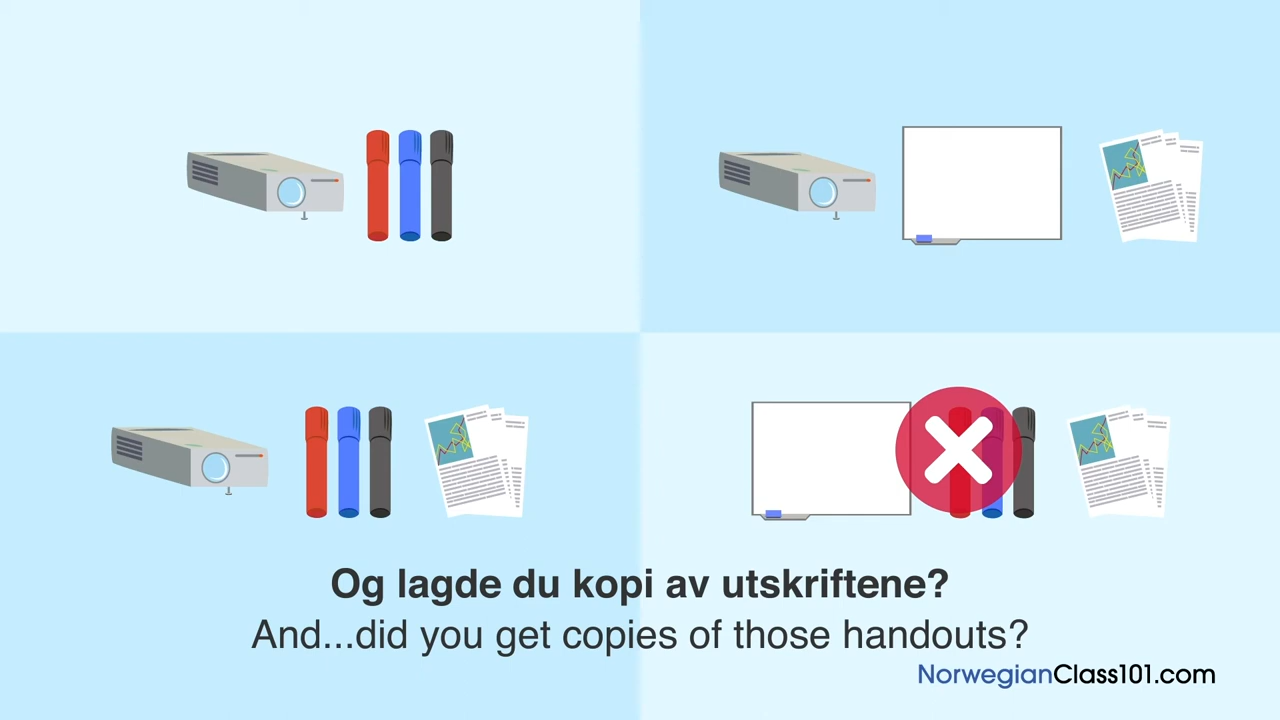 Og lagde du kopi av utskriftene?
And...did you get copies of those handouts?
NorwegianClass101.com